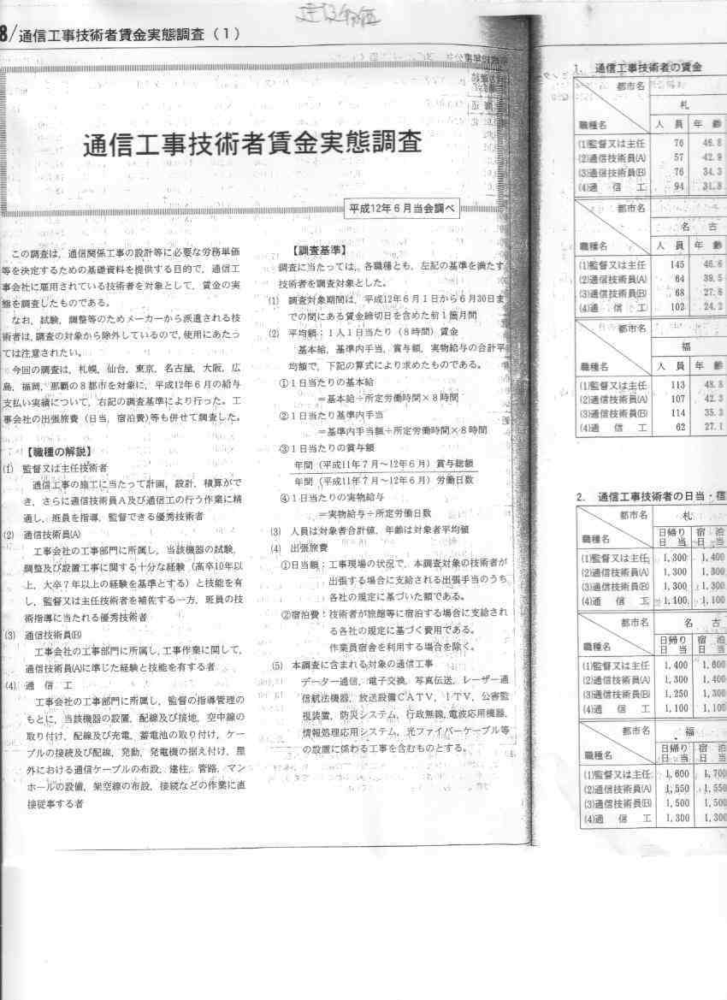 建設物価
8/通信工事技術者賃金実態調査（1）
通信工事技術者賃金実態調査
平成12年6月当会調べ
この調査は，通信関係工事の設計等に必要な労務単価
等を決定するための基礎資料を提供する目的で，通信工
事会社に雇用されている技術者を対象として，賃金の実
態を調査したものである。
なお，試験，調整等のためメーカーから派遣される技
術者は，調査の対象から除外しているので，使用にあたっ
ては注意されたい。
今回の調査は，札幌，仙台，東京，名古屋，大阪，広
島，福岡，那覇の8都市を対象に，平成12年6月の給与
支払い実績について，右記の調査基準により行った。工
事会社の出張旅費（日当，宿泊費）等も併せて調査した。
【職種の解説】
(1) 監督又は主任技術者
通信工事の施工に当たって計画，設計，積算がで
き，さらに通信技術員A及び通信工の行う作業に精
通し，班員を指導，監督できる優秀技術者
(2) 通信技術員(A)
工事会社の工事部門に所属し，当該機器の試験，
調整及び設置工事に関する十分な経験（高卒10年以
上，大卒7年以上の経験を基準とする）と技能を有
し，監督又は主任技術者を補佐する一方，班員の技
術指導に当たれる優秀技術者
(3) 通信技術員(B)
工事会社の工事部門に所属し，工事作業に関して，
通信技術員(A)に準じた経験と技能を有する者
(4) 通信工
工事会社の工事部門に所属し，監督の指導管理の
もとに，当該機器の設置，配線及び接地，空中線の
取り付け，配線及び充電，蓄電池の取り付け，ケー
ブルの接続及び配線，発動，発電機の据え付け，屋
外における通信ケーブルの布設，建柱，管路，マン
ホールの設備，架空線の布設，接続などの作業に直
接従事する者
【調査基準】
調査に当たっては，各職種とも，左記の基準を満たす
技術者を調査対象とした。
(1) 調査対象期間は，平成12年6月1日から6月30日ま
での間にある賃金締切日を含めた前1箇月間
(2) 平均額：1人1日当たり（8時間）賃金
基本給，基準内手当，賞与額，実物給与の合計平
均額で，下記の算式により求めたものである。
①1日当たりの基本給
＝基本給÷所定労働時間×8時間
②1日当たり基準内手当
＝基準内手当額÷所定労働時間×8時間
③1日当たりの賞与額
年間（平成11年7月～12年6月）賞与総額
年間（平成11年7月～12年6月）労働日数
④1日当たりの実物給与
＝実物給与÷所定労働日数
(3) 人員は対象者合計値，年齢は対象者平均値
(4) 出張旅費
①日当額：工事現場の状況で，本調査対象の技術者が
出張する場合に支給される出張手当のうち
各社の規定に基づいた額である。
②宿泊費：技術者が旅館等に宿泊する場合に支給され
る各社の規定に基づく費用である。
作業員宿舎を利用する場合を除く。
(5) 本調査に含まれる対象の通信工事
データー通信，電子交換，写真伝送，レーザー通
信航法機器，放送設備CATV，ITV，公害監
視装置，防災システム，行政無線，電波応用機器，
情報処理応用システム，光ファイバーケーブル等
の設置に係わる工事を含むものとする。
1. 通信工事技術者の賃金
都市名
札
職種名 人員 年齢
(1)監督又は主任 76 46.8
(2)通信技術員(A) 57 42.9
(3)通信技術員(B) 76 34.3
(4)通信工 94 31.8
都市名
名古
職種名 人員 年齢
(1)監督又は主任 145 46.6
(2)通信技術員(A) 64 39.5
(3)通信技術員(B) 68 27.8
(4)通信工 102 24.2
都市名
福
職種名 人員 年齢
(1)監督又は主任 113 48.8
(2)通信技術員(A) 107 42.3
(3)通信技術員(B) 114 35.3
(4)通信工 62 27.1
2. 通信工事技術者の日当・宿
都市名 札
職種名 日帰り日当 宿泊日当
(1)監督又は主任 1,300 1,400
(2)通信技術員(A) 1,300 1,300
(3)通信技術員(B) 1,300 1,300
(4)通信工 1,100 1,100
都市名 名古
職種名 日帰り日当 宿泊日当
(1)監督又は主任 1,400 1,600
(2)通信技術員(A) 1,300 1,400
(3)通信技術員(B) 1,250 1,300
(4)通信工 1,100 1,100
都市名 福
職種名 日帰り日当 宿泊日当
(1)監督又は主任 1,600 1,700
(2)通信技術員(A) 1,550 1,550
(3)通信技術員(B) 1,500 1,500
(4)通信工 1,300 1,300